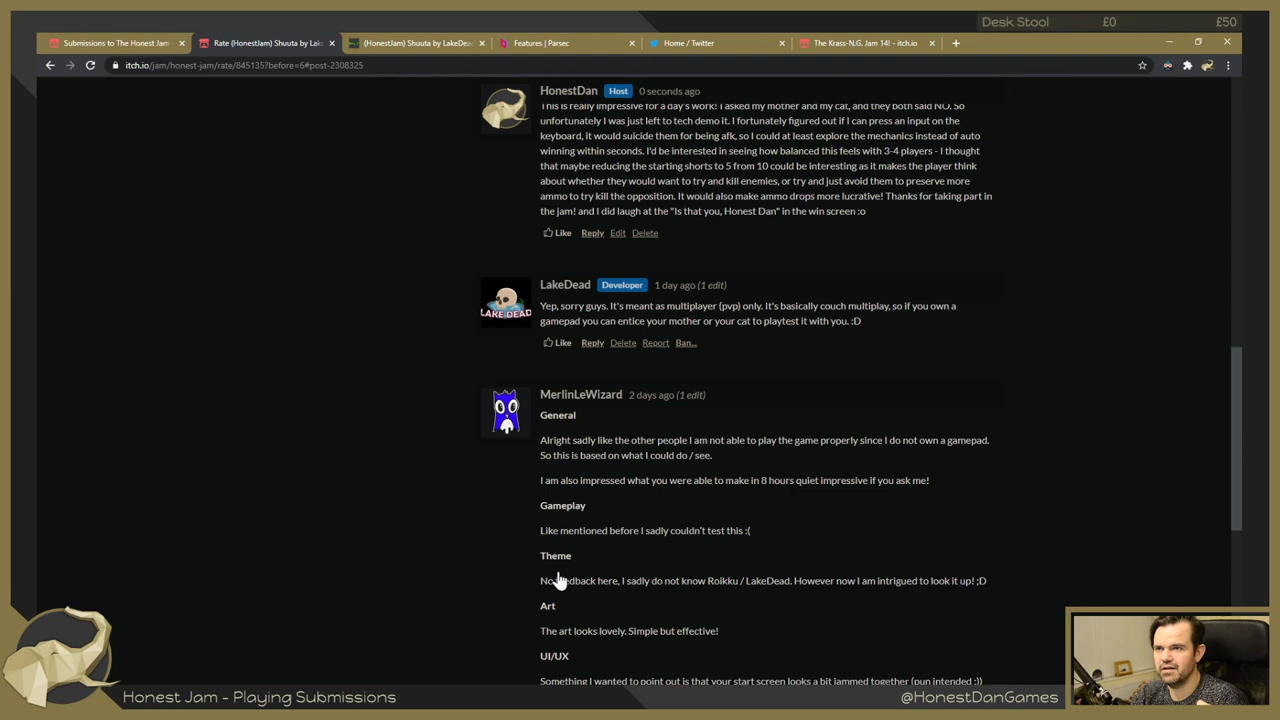 Desk Stool £0 £50
Submissions to The Honest Jam
Rate (HonestJam) Shuuta by Lake
(HonestJam) Shuuta by LakeDea
Features | Parsec
Home / Twitter
The Krass-N.G. Jam 14! - itch.io
itch.io/jam/honest-jam/rate/845135?before=6#post-2308325
HonestDan Host 0 seconds ago
This is really impressive for a day's work! I asked my mother and my cat, and they both said NO. So
unfortunately I was just left to tech demo it. I fortunately figured out if I can press an input on the
keyboard, it would suicide them for being afk, so I could at least explore the mechanics instead of auto
winning within seconds. I'd be interested in seeing how balanced this feels with 3-4 players - I thought
that maybe reducing the starting shorts to 5 from 10 could be interesting as it makes the player think
about whether they would want to try and kill enemies, or try and just avoid them to preserve more
ammo to try kill the opposition. It would also make ammo drops more lucrative! Thanks for taking part in
the jam! and I did laugh at the "Is that you, Honest Dan" in the win screen :o
Like Reply Edit Delete
LakeDead Developer 1 day ago (1 edit)
LAKE DEAD
Yep, sorry guys. It's meant as multiplayer (pvp) only. It's basically couch multiplay, so if you own a
gamepad you can entice your mother or your cat to playtest it with you. :D
Like Reply Delete Report Ban...
MerlinLeWizard 2 days ago (1 edit)
General
Alright sadly like the other people I am not able to play the game properly since I do not own a gamepad.
So this is based on what I could do / see.
I am also impressed what you were able to make in 8 hours quiet impressive if you ask me!
Gameplay
Like mentioned before I sadly couldn't test this :(
Theme
No feedback here, I sadly do not know Roikku / LakeDead. However now I am intrigued to look it up! ;D
Art
The art looks lovely. Simple but effective!
UI/UX
Something I wanted to point out is that your start screen looks a bit jammed together (pun intended ;))
Honest Jam - Playing Submissions
@HonestDanGames